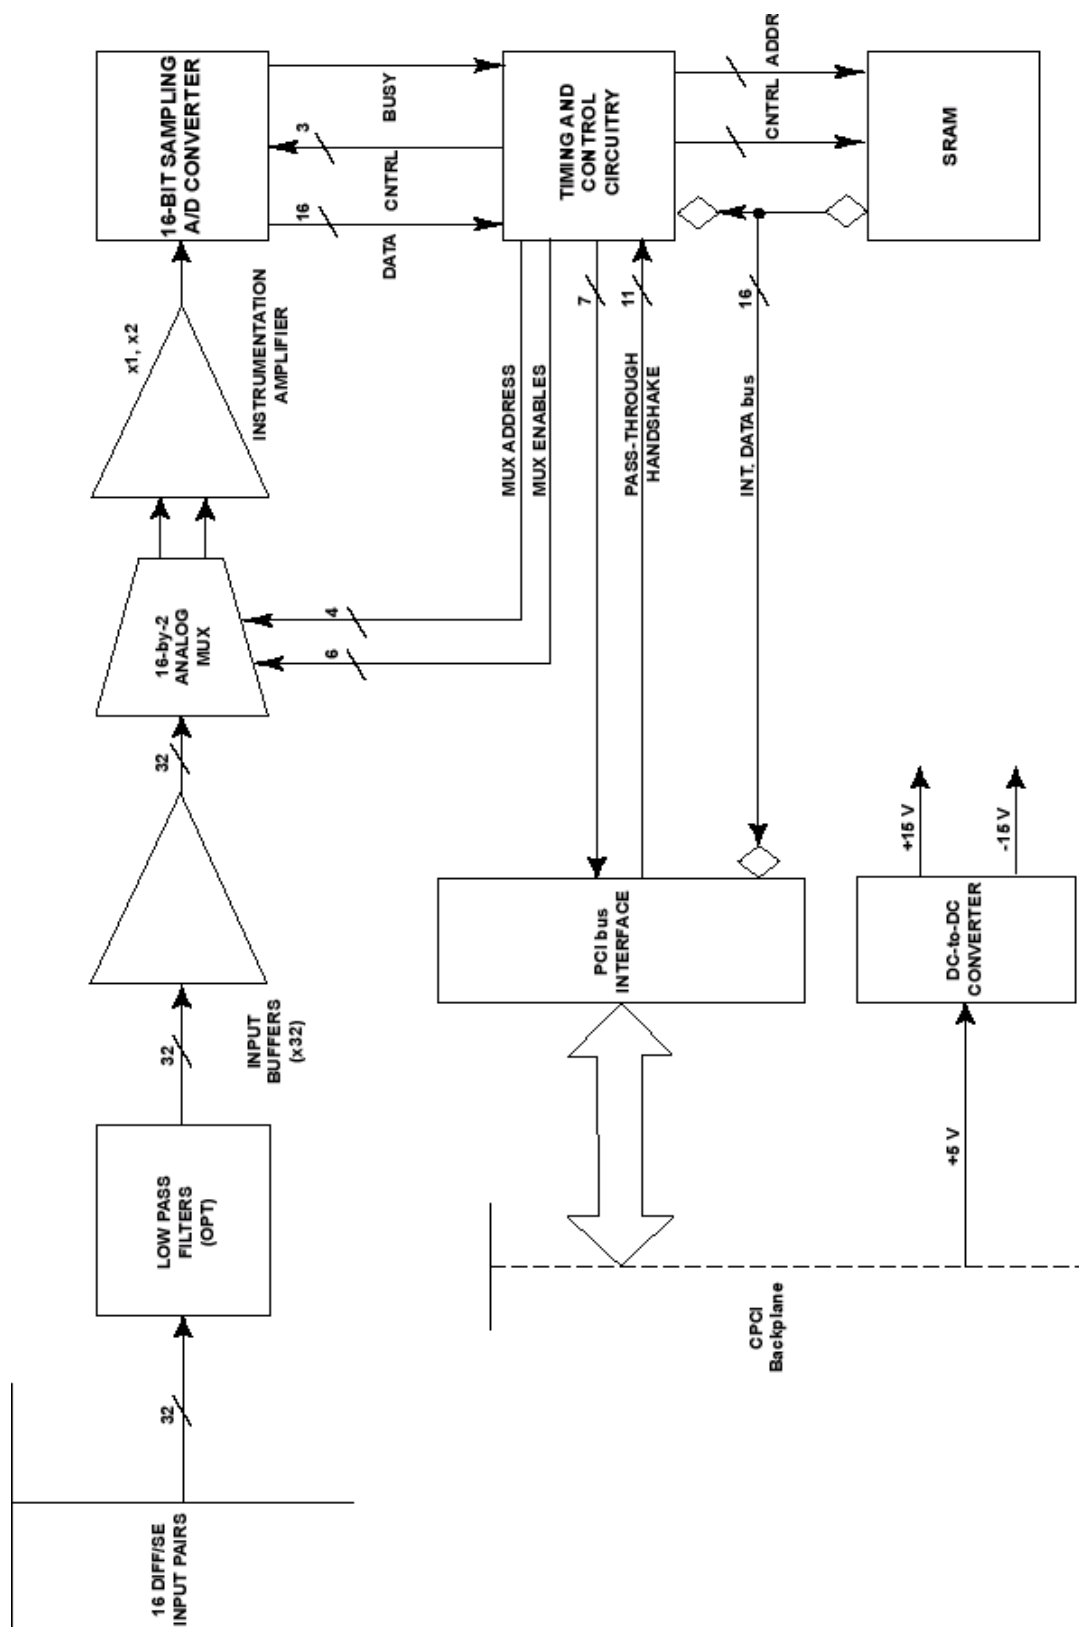 16 DIFF/SE
INPUT PAIRS
32
LOW PASS
FILTERS
(OPT)
32
INPUT
BUFFERS
(x32)
32
16-by-2
ANALOG
MUX
x1, x2
INSTRUMENTATION
AMPLIFIER
16-BIT SAMPLING
A/D CONVERTER
6
4
MUX ADDRESS
MUX ENABLES
16
3
DATA
CNTRL
BUSY
TIMING AND
CONTROL
CIRCUITRY
7
11
PASS-THROUGH
HANDSHAKE
16
INT. DATA bus
CNTRL
ADDR
SRAM
PCI bus
INTERFACE
CPCI
Backplane
+5 V
DC-to-DC
CONVERTER
+15 V
-15 V